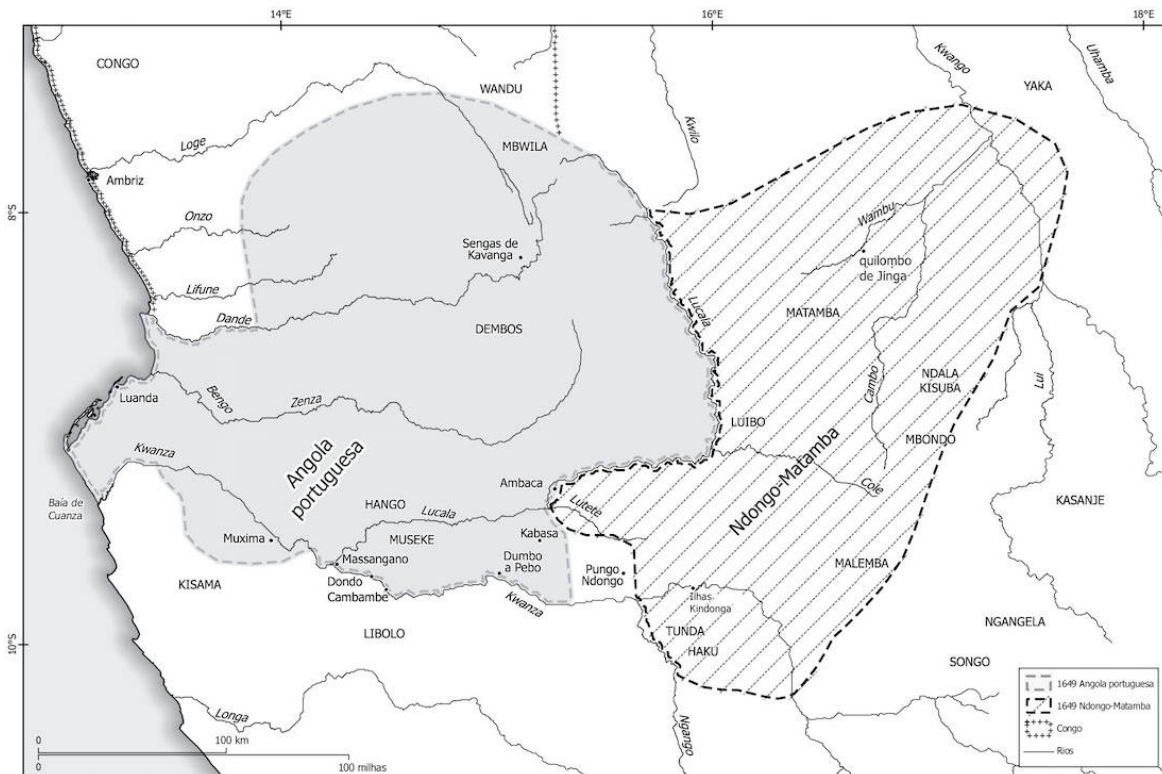 14°E
16°E
18°E
CONGO
WANDU
YAKA
Kwango
Uhamba
Loge
MBWILA
Kwilo
Ambriz
8°S
Onzo
Wambu
Sengas de
Kavanga
quilombo
de Jinga
Lifune
Dande
Lucala
MATAMBA
DEMBOS
Luanda
Bengo
Zenza
Cambo
NDALA
KISUBA
Lui
LUIBO
MBONDO
Kwanza
Angola
portuguesa
Ndongo-Matamba
Baía de
Cuanza
Ambaca
Cole
KASANJE
HANGO
Lucala
Lutete
Muxima
MUSEKE
Kabasa
Massangano
Dumbo
a Pebo
Pungo
Ndongo
MALEMBA
KISAMA
Dondo
Cambambe
Kwanza
Ilhas
Kindonga
LIBOLO
TUNDA
HAKU
NGANGELA
10°S
SONGO
Longa
Ngango
0
100 km
0
100 milhas
1649 Angola portuguesa
1649 Ndongo-Matamba
Congo
Rios